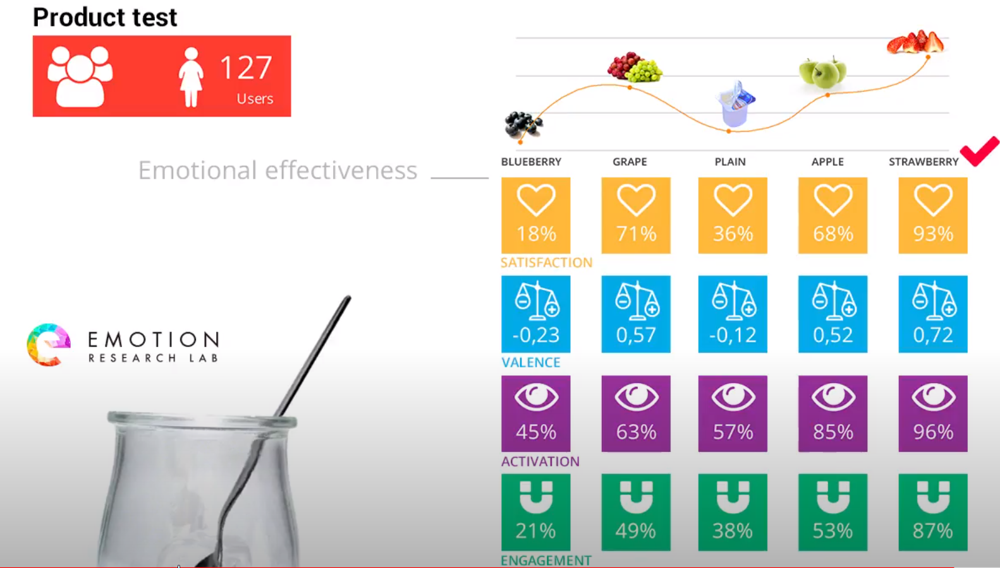 Product test
127
Users
Emotional effectiveness
BLUEBERRY GRAPE PLAIN APPLE STRAWBERRY
18% 71% 36% 68% 93%
SATISFACTION
-0,23 0,57 -0,12 0,52 0,72
VALENCE
45% 63% 57% 85% 96%
ACTIVATION
21% 49% 38% 53% 87%
ENGAGEMENT
EMOTION
RESEARCH LAB